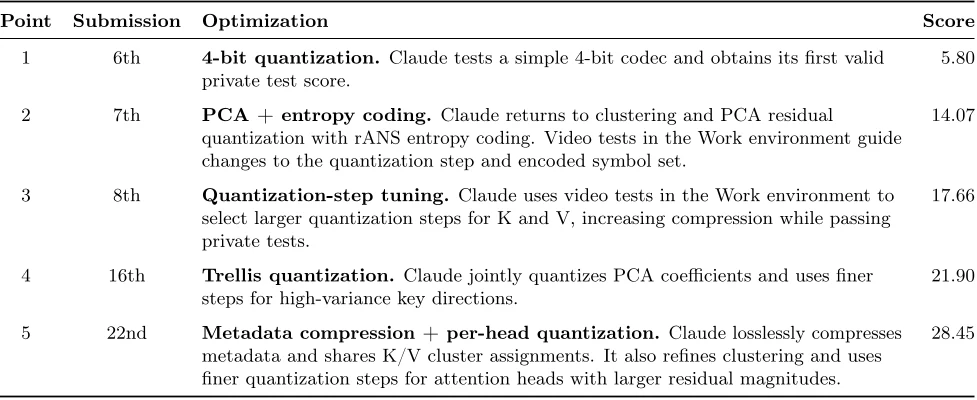 Point Submission Optimization Score
1 6th 4-bit quantization. Claude tests a simple 4-bit codec and obtains its first valid 5.80
private test score.
2 7th PCA + entropy coding. Claude returns to clustering and PCA residual 14.07
quantization with rANS entropy coding. Video tests in the Work environment guide
changes to the quantization step and encoded symbol set.
3 8th Quantization-step tuning. Claude uses video tests in the Work environment to 17.66
select larger quantization steps for K and V, increasing compression while passing
private tests.
4 16th Trellis quantization. Claude jointly quantizes PCA coefficients and uses finer 21.90
steps for high-variance key directions.
5 22nd Metadata compression + per-head quantization. Claude losslessly compresses 28.45
metadata and shares K/V cluster assignments. It also refines clustering and uses
finer quantization steps for attention heads with larger residual magnitudes.